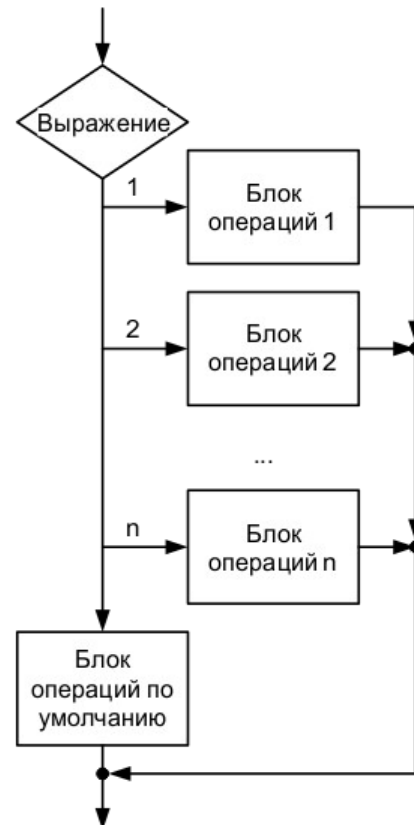 Выражение
1
Блок
операций 1
2
Блок
операций 2
...
n
Блок
операций n
Блок
операций по
умолчанию